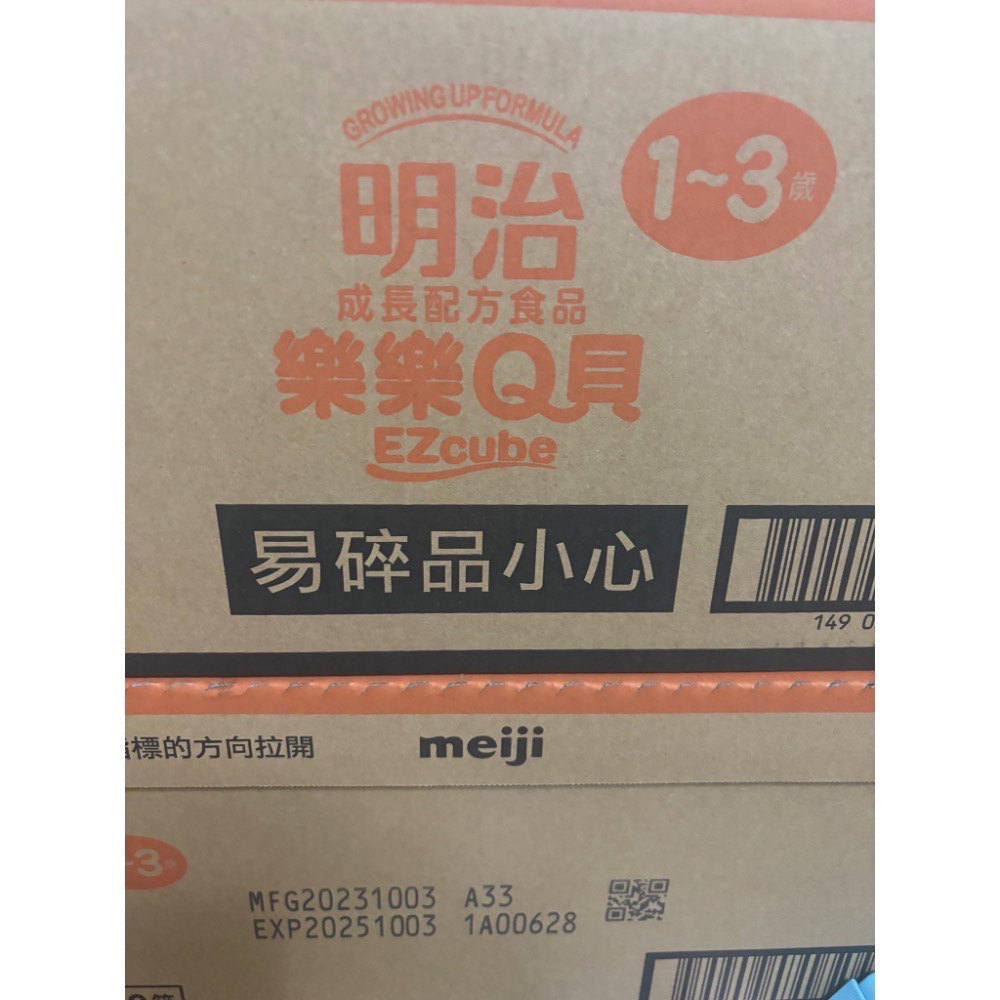 GROWING UP FORMULA
明治
1~3歲
成長配方食品
樂樂Q貝
EZcube
易碎品小心
149 0
標的方向拉開
meiji
-3
MFG20231003 A33
EXP20251003 1A00628